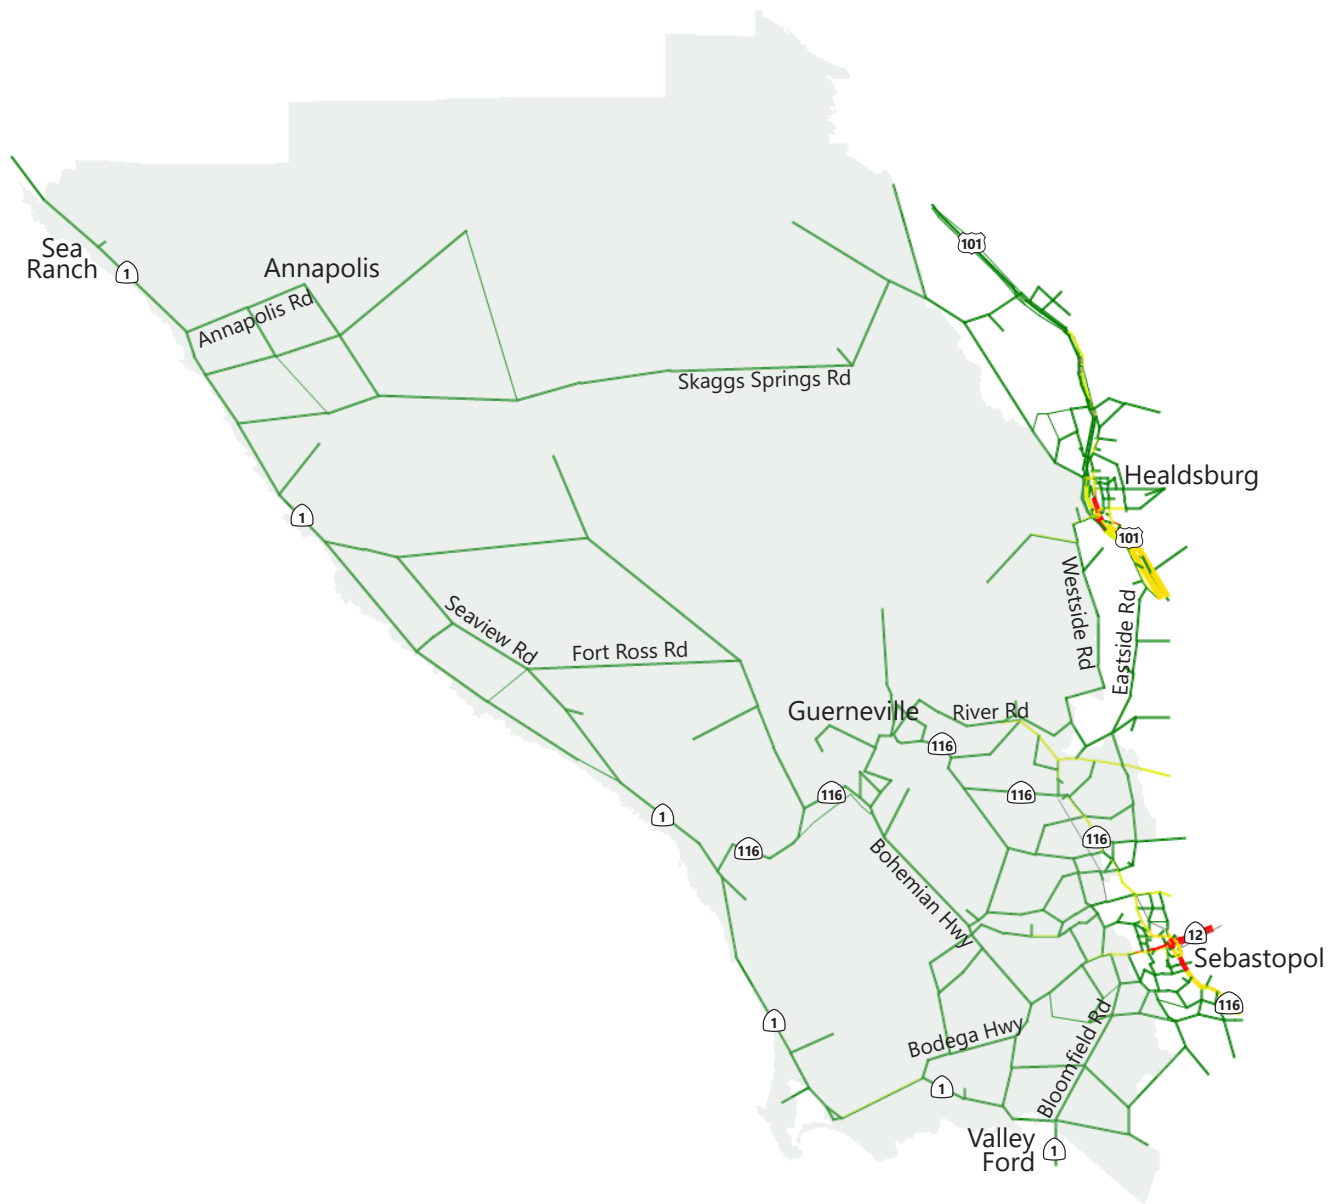 101
Sea
Ranch
1
Annapolis
Annapolis Rd
Skaggs Springs Rd
Healdsburg
1
101
Westside Rd
Eastside Rd
Seaview Rd
Fort Ross Rd
Guerneville
River Rd
116
116
116
1
116
116
Bohemian Hwy
12
Sebastopol
116
1
Bodega Hwy
Bloomfield Rd
1
Valley
Ford
1